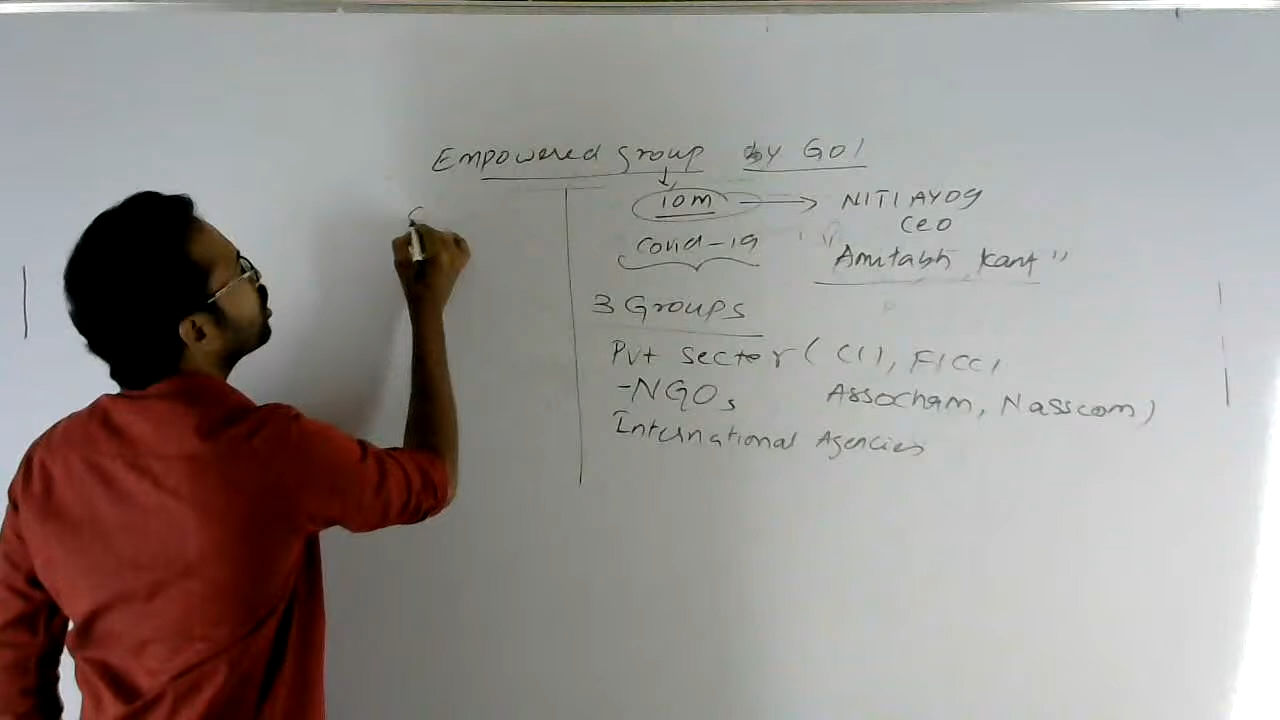 Empowered group by GOI
10m → NITI AYOg
CEO
Covid-19
"Amitabh Kant"
3 Groups
Pvt Sector (CII, FICCI
-NGOs
Assocham, Nasscom)
International Agencies